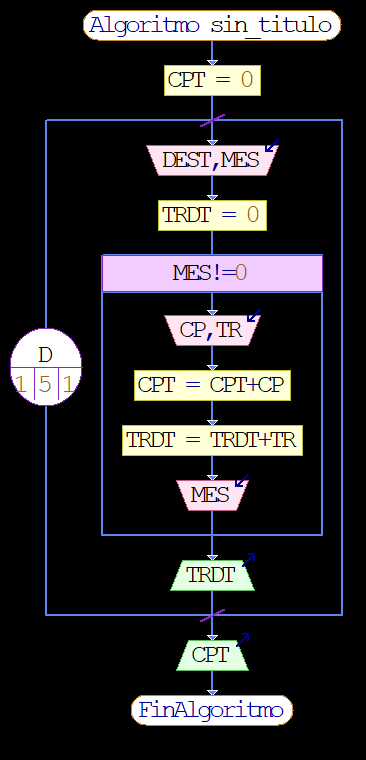 Algoritmo sin_titulo
CPT = 0
DEST,MES
TRDT = 0
MES!=0
CP,TR
D
1 5 1
CPT = CPT+CP
TRDT = TRDT+TR
MES
TRDT
CPT
FinAlgoritmo